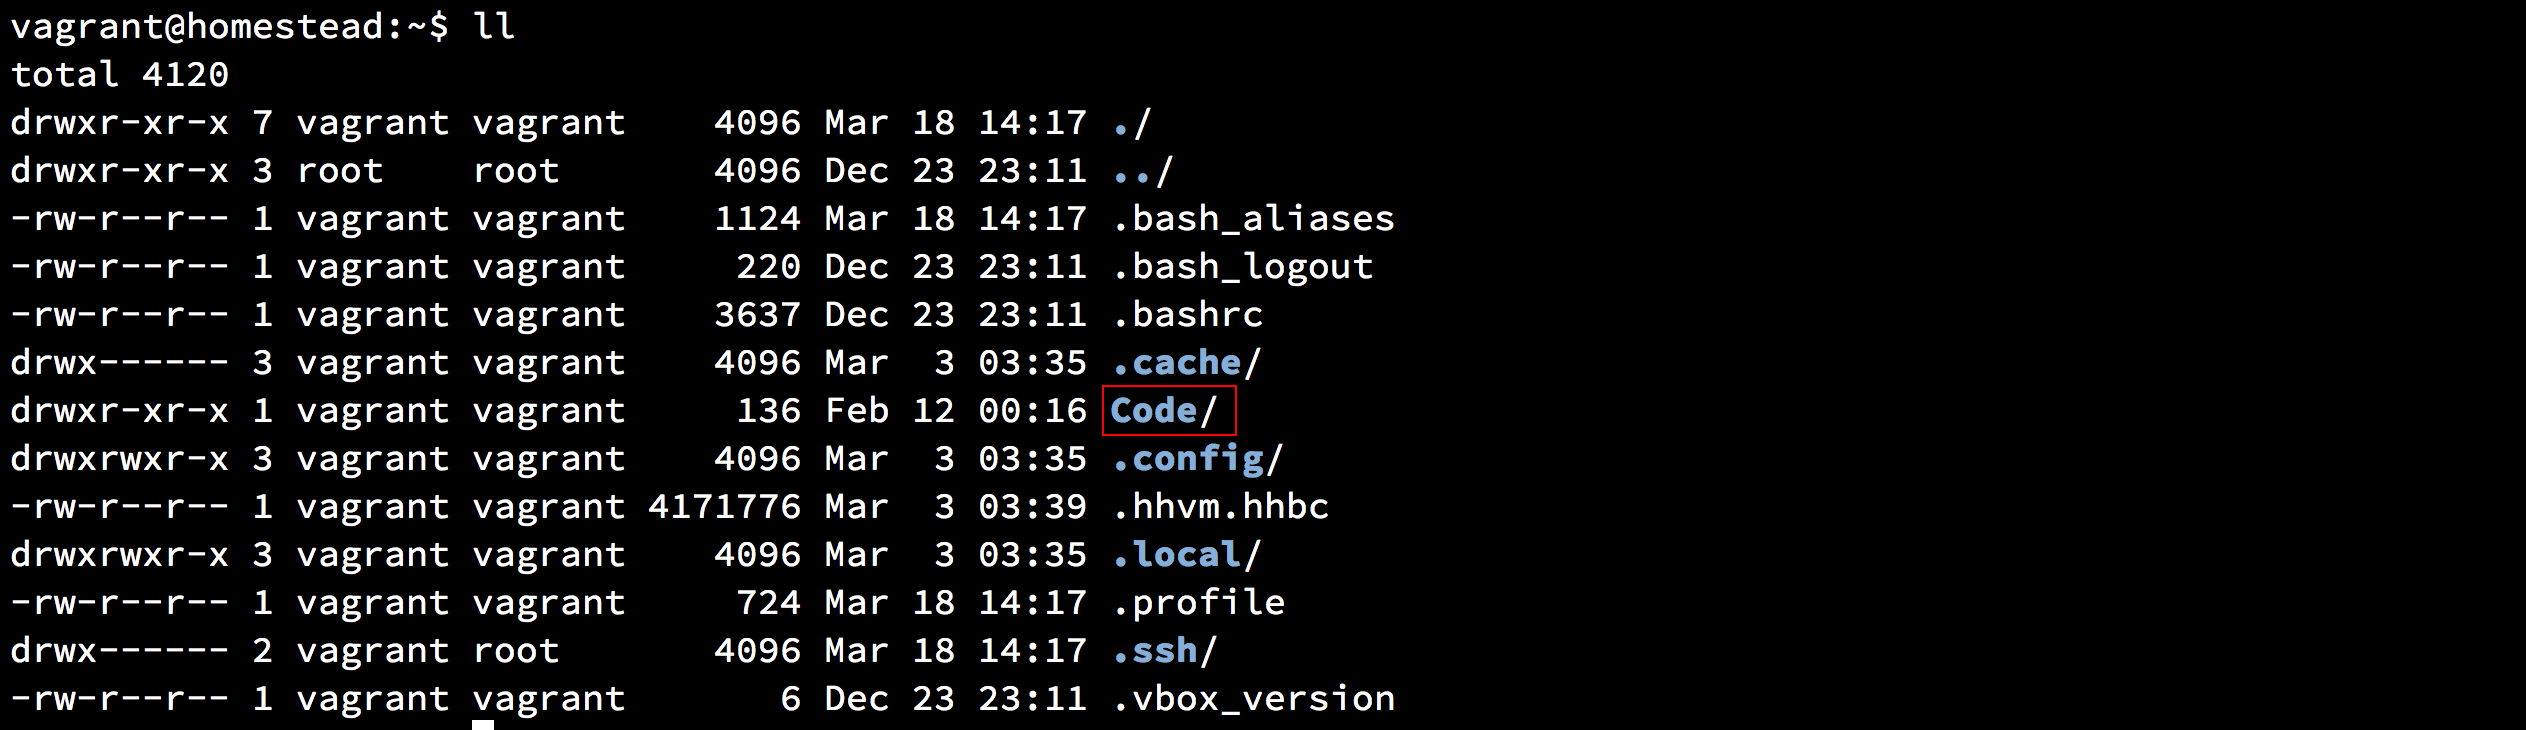 vagrant@homestead:~$ ll
total 4120
drwxr-xr-x 7 vagrant vagrant    4096 Mar 18 14:17 ./
drwxr-xr-x 3 root    root       4096 Dec 23 23:11 ../
-rw-r--r-- 1 vagrant vagrant    1124 Mar 18 14:17 .bash_aliases
-rw-r--r-- 1 vagrant vagrant     220 Dec 23 23:11 .bash_logout
-rw-r--r-- 1 vagrant vagrant    3637 Dec 23 23:11 .bashrc
drwx------ 3 vagrant vagrant    4096 Mar  3 03:35 .cache/
drwxr-xr-x 1 vagrant vagrant     136 Feb 12 00:16 Code/
drwxrwxr-x 3 vagrant vagrant    4096 Mar  3 03:35 .config/
-rw-r--r-- 1 vagrant vagrant 4171776 Mar  3 03:39 .hhvm.hhbc
drwxrwxr-x 3 vagrant vagrant    4096 Mar  3 03:35 .local/
-rw-r--r-- 1 vagrant vagrant     724 Mar 18 14:17 .profile
drwx------ 2 vagrant root       4096 Mar 18 14:17 .ssh/
-rw-r--r-- 1 vagrant vagrant       6 Dec 23 23:11 .vbox_version